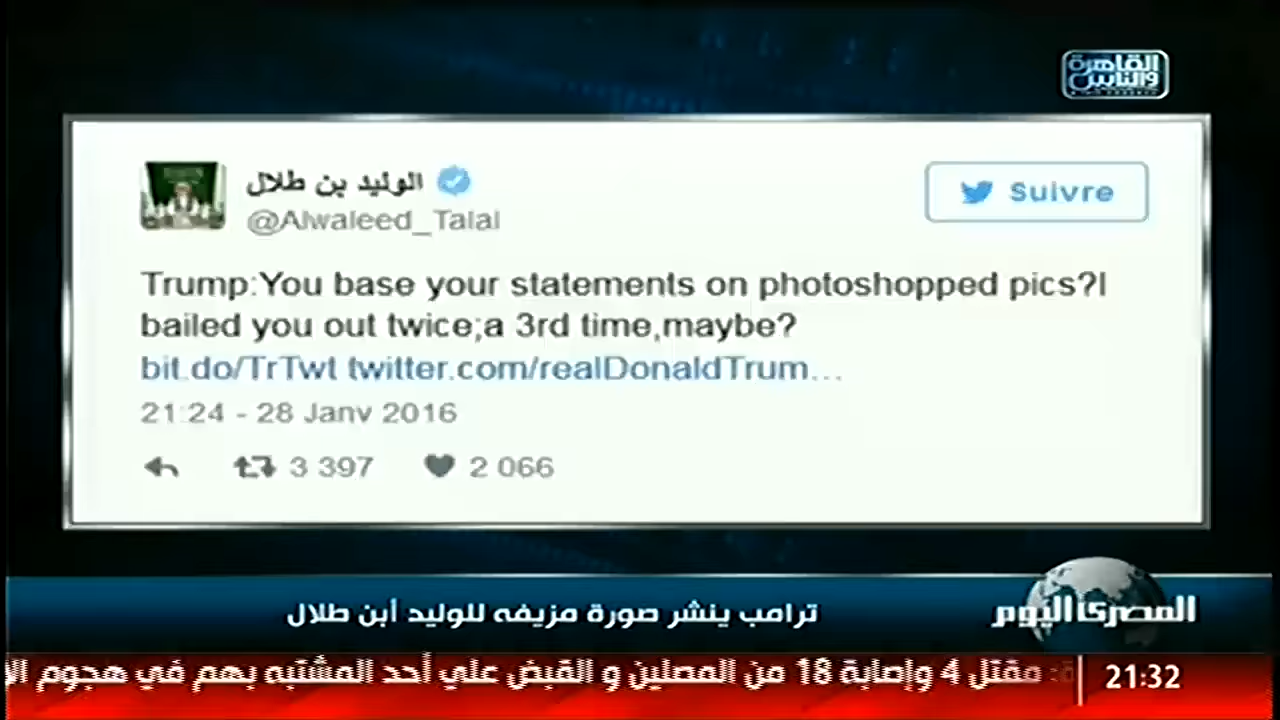 القاهرة
والناس
الوليد بن طلال
@Alwaleed_Talal
Suivre
Trump:You base your statements on photoshopped pics?I
bailed you out twice;a 3rd time,maybe?
bit.do/TrTwt twitter.com/realDonaldTrum…
21:24 - 28 Janv 2016
3 397
2 066
ترامب ينشر صورة مزيفه للوليد أبن طلال
المصري اليوم
مقتل 4 وإصابة 18 من المصلين و القبض علي أحد المشتبه بهم في هجوم
21:32